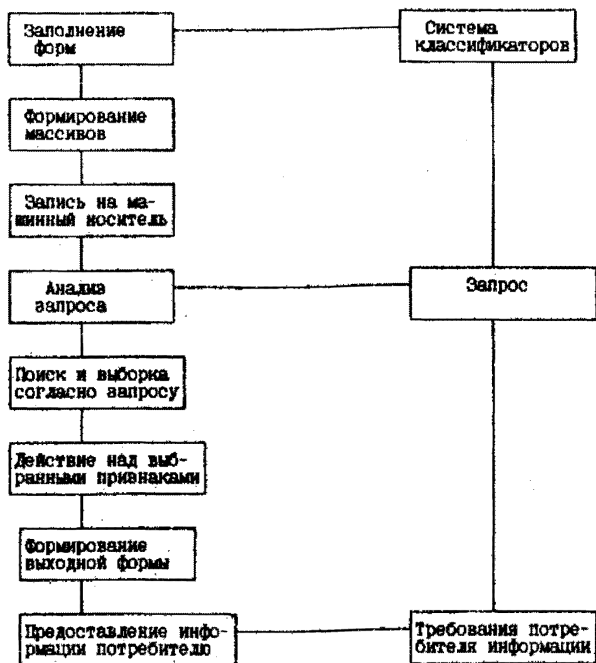 Заполнение
форм
Система
классификаторов
Формирование
массивов
Запись на ма-
шинный носитель
Анализ
запроса
Запрос
Поиск и выборка
согласно запросу
Действие над выб-
ранными признаками
Формирование
выходной формы
Предоставление инфо-
рмации потребителю
Требования потре-
бителя информации